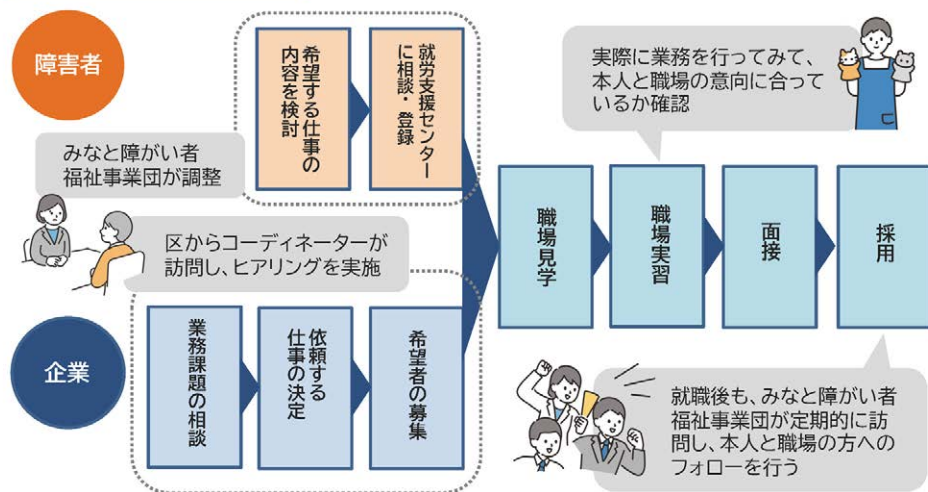 障害者
希望する仕事の
内容を検討
就労支援センター
に相談・登録
みなと障がい者
福祉事業団が調整
区からコーディネーターが
訪問し、ヒアリングを実施
企業
業務課題の相談
依頼する
仕事の決定
希望者の募集
職場見学
職場実習
面接
採用
実際に業務を行ってみて、
本人と職場の意向に合って
いるか確認
就職後も、みなと障がい者
福祉事業団が定期的に訪
問し、本人と職場の方への
フォローを行う